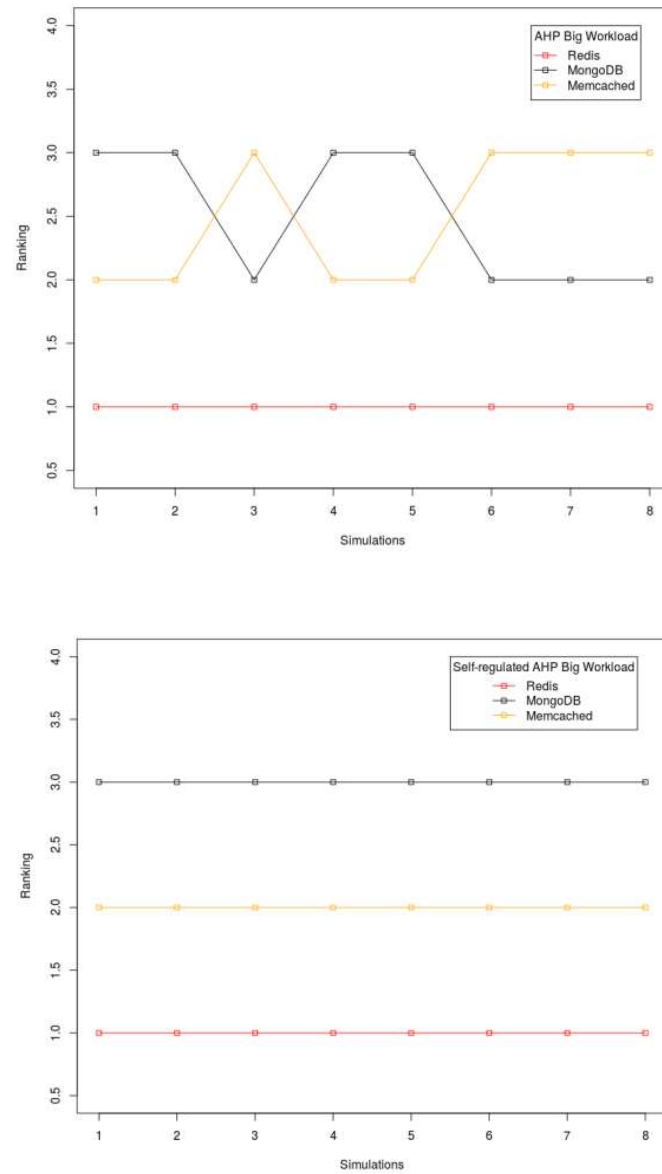 AHP Big Workload
Redis
MongoDB
Memcached
4.0
3.5
3.0
2.5
2.0
1.5
1.0
0.5
Ranking
1 2 3 4 5 6 7 8
Simulations
Self-regulated AHP Big Workload
Redis
MongoDB
Memcached
4.0
3.5
3.0
2.5
2.0
1.5
1.0
0.5
Ranking
1 2 3 4 5 6 7 8
Simulations